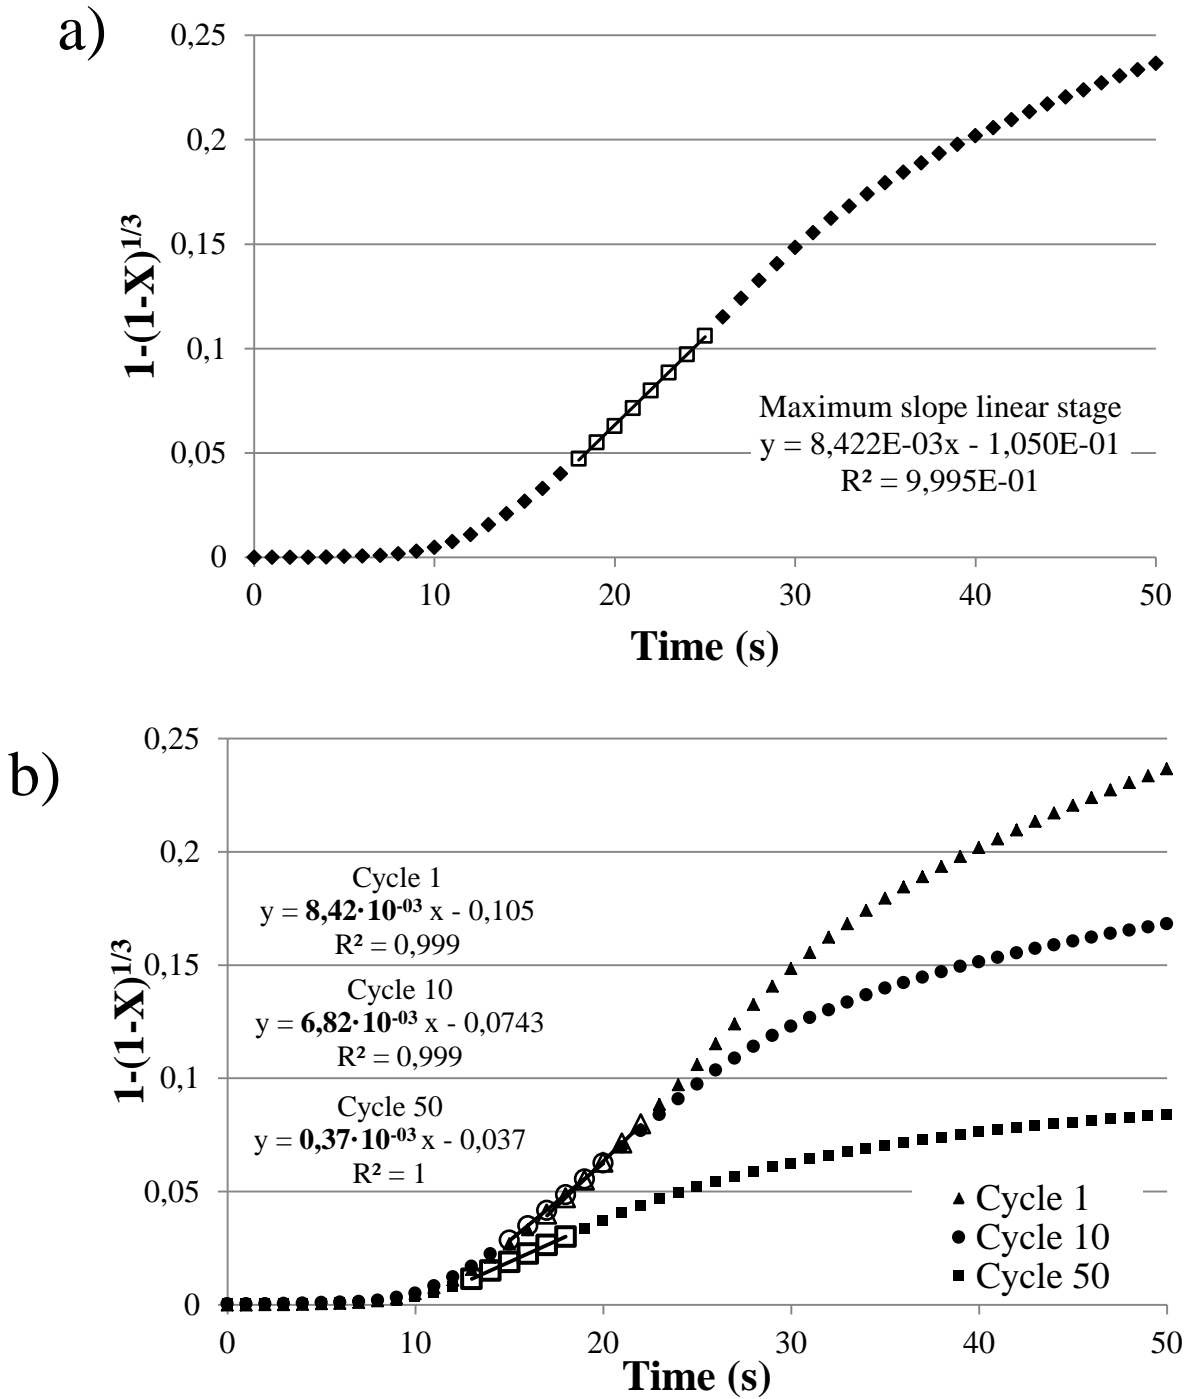 a)
0,25
0,2
0,15
0,1
0,05
0
1-(1-X)1/3
Maximum slope linear stage
y = 8,422E-03x - 1,050E-01
R² = 9,995E-01
0 10 20 30 40 50
Time (s)
b)
0,25
0,2
0,15
0,1
0,05
0
1-(1-X)1/3
Cycle 1
y = 8,42·10-03 x - 0,105
R² = 0,999
Cycle 10
y = 6,82·10-03 x - 0,0743
R² = 0,999
Cycle 50
y = 0,37·10-03 x - 0,037
R² = 1
Cycle 1
Cycle 10
Cycle 50
0 10 20 30 40 50
Time (s)